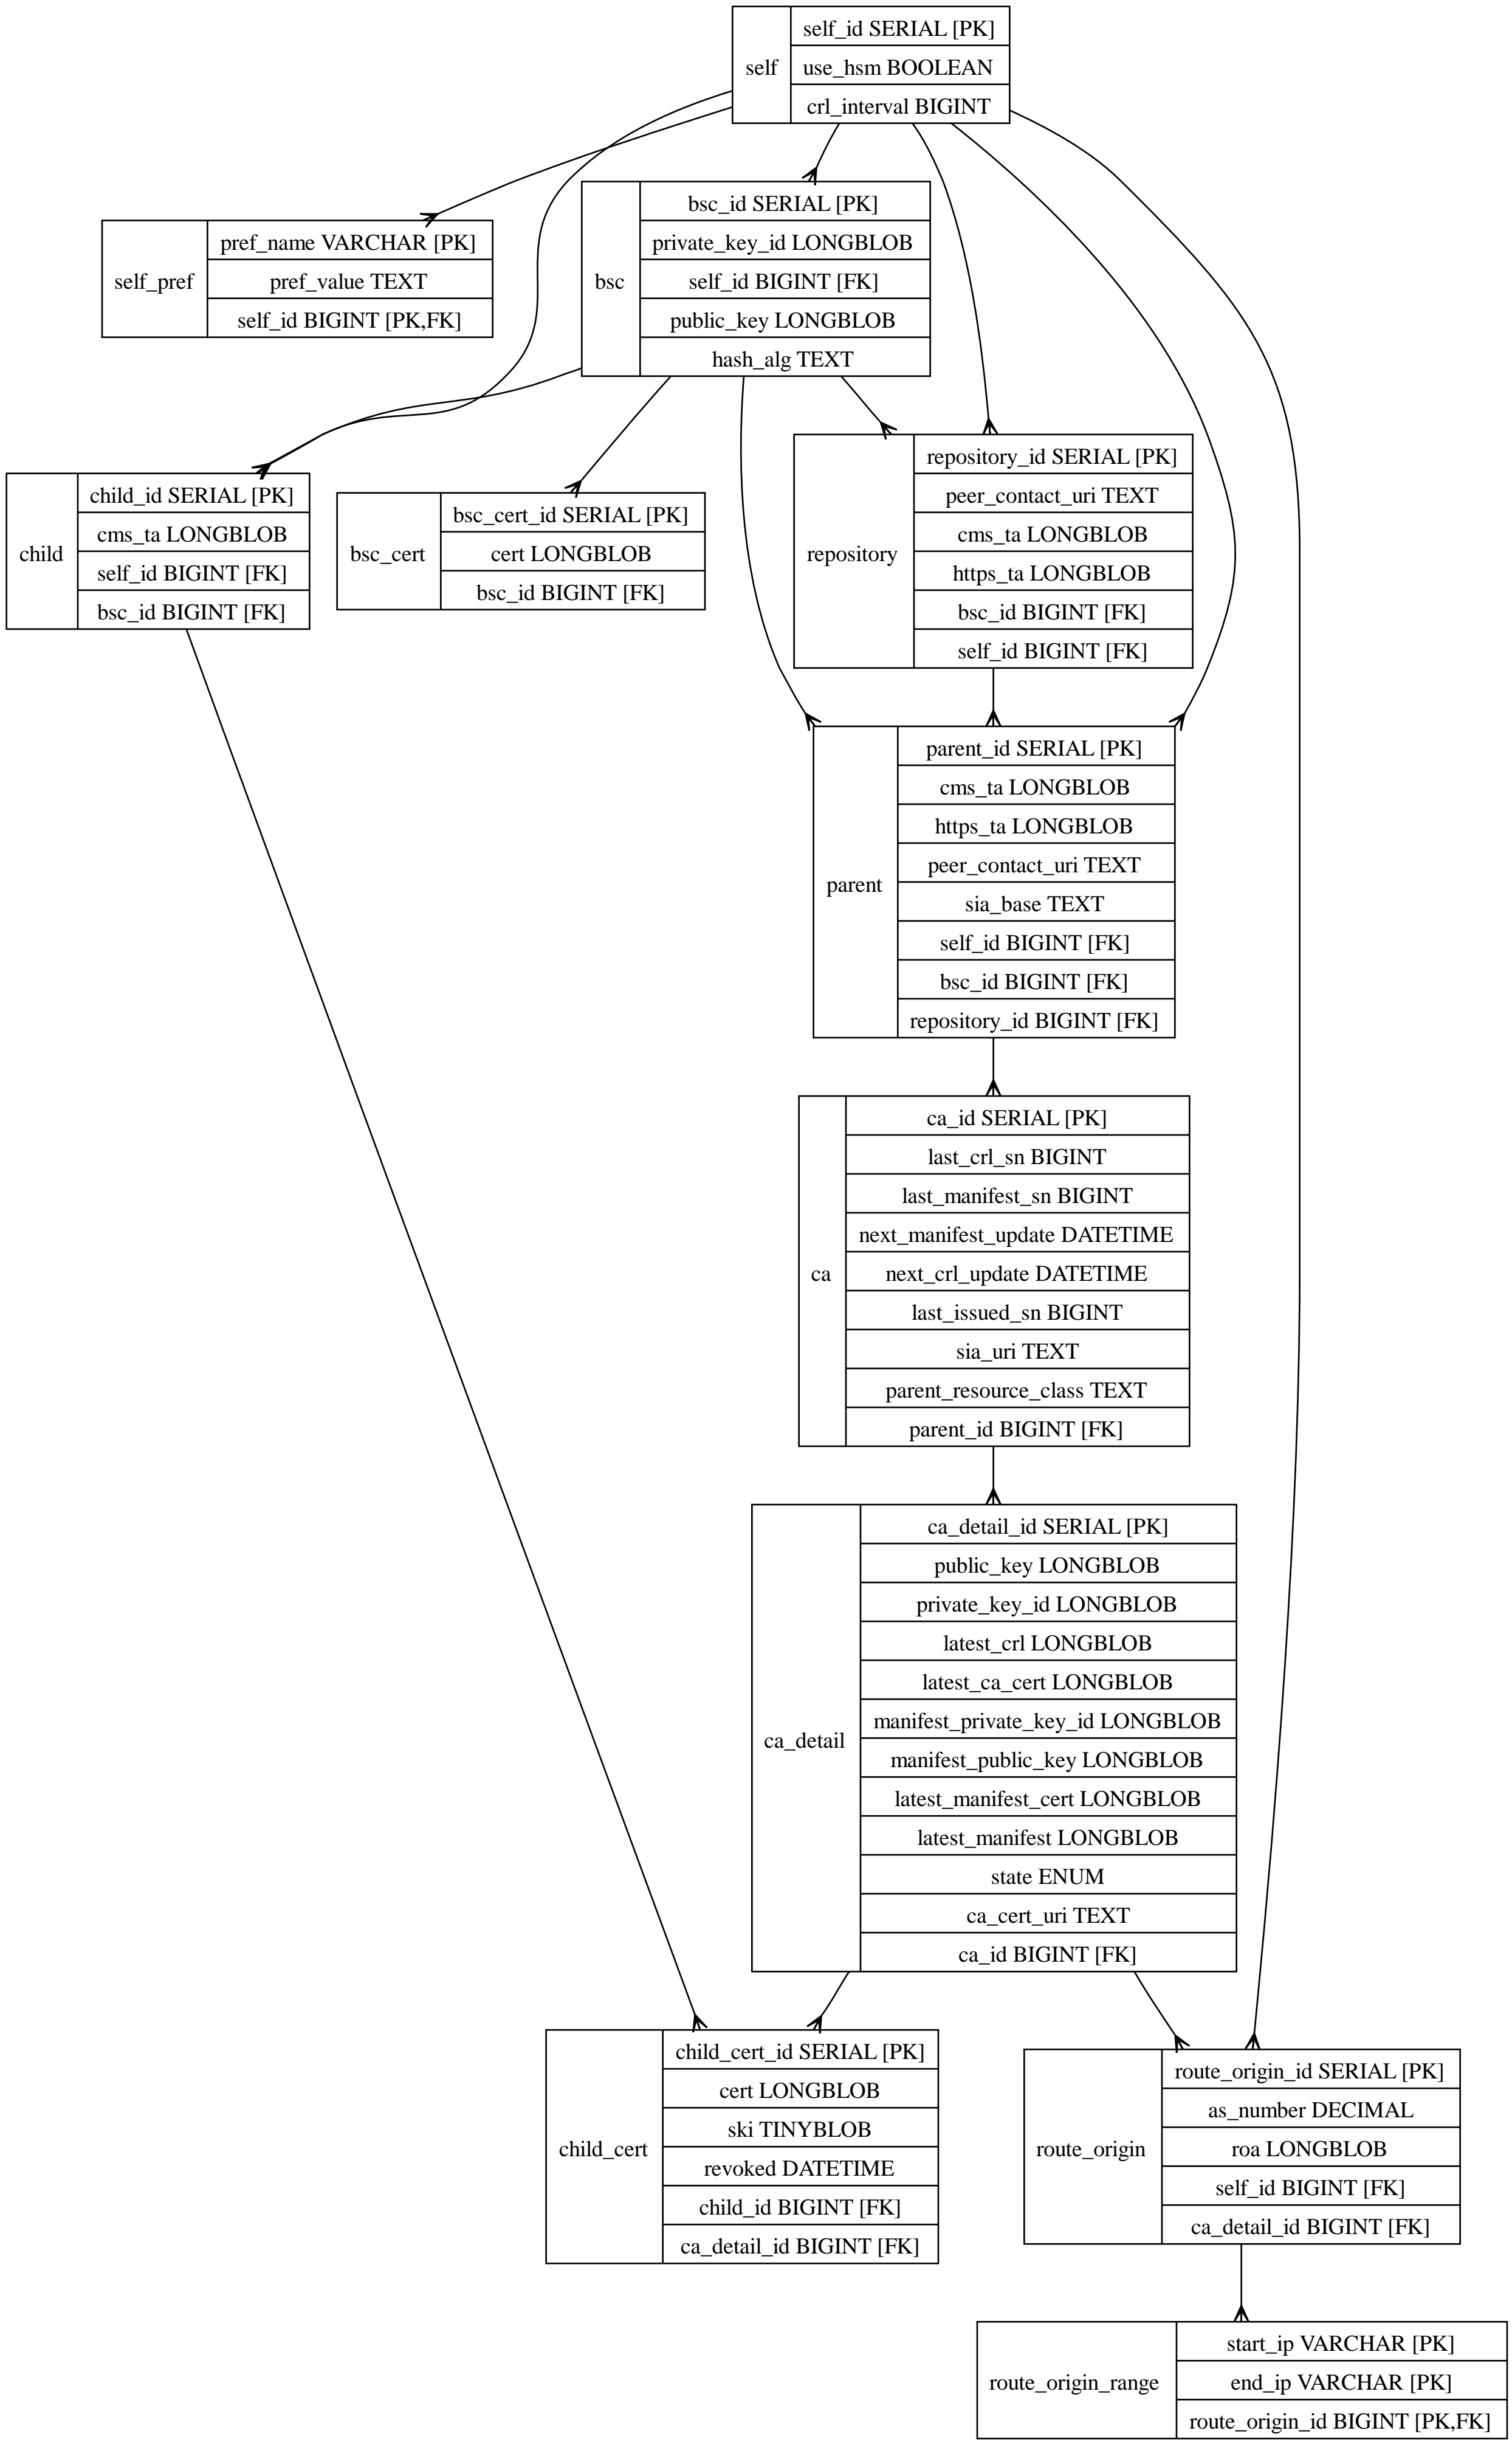 self
self_id SERIAL [PK]
use_hsm BOOLEAN
crl_interval BIGINT
self_pref
pref_name VARCHAR [PK]
pref_value TEXT
self_id BIGINT [PK,FK]
bsc
bsc_id SERIAL [PK]
private_key_id LONGBLOB
self_id BIGINT [FK]
public_key LONGBLOB
hash_alg TEXT
child
child_id SERIAL [PK]
cms_ta LONGBLOB
self_id BIGINT [FK]
bsc_id BIGINT [FK]
bsc_cert
bsc_cert_id SERIAL [PK]
cert LONGBLOB
bsc_id BIGINT [FK]
repository
repository_id SERIAL [PK]
peer_contact_uri TEXT
cms_ta LONGBLOB
https_ta LONGBLOB
bsc_id BIGINT [FK]
self_id BIGINT [FK]
parent
parent_id SERIAL [PK]
cms_ta LONGBLOB
https_ta LONGBLOB
peer_contact_uri TEXT
sia_base TEXT
self_id BIGINT [FK]
bsc_id BIGINT [FK]
repository_id BIGINT [FK]
ca
ca_id SERIAL [PK]
last_crl_sn BIGINT
last_manifest_sn BIGINT
next_manifest_update DATETIME
next_crl_update DATETIME
last_issued_sn BIGINT
sia_uri TEXT
parent_resource_class TEXT
parent_id BIGINT [FK]
ca_detail
ca_detail_id SERIAL [PK]
public_key LONGBLOB
private_key_id LONGBLOB
latest_crl LONGBLOB
latest_ca_cert LONGBLOB
manifest_private_key_id LONGBLOB
manifest_public_key LONGBLOB
latest_manifest_cert LONGBLOB
latest_manifest LONGBLOB
state ENUM
ca_cert_uri TEXT
ca_id BIGINT [FK]
child_cert
child_cert_id SERIAL [PK]
cert LONGBLOB
ski TINYBLOB
revoked DATETIME
child_id BIGINT [FK]
ca_detail_id BIGINT [FK]
route_origin
route_origin_id SERIAL [PK]
as_number DECIMAL
roa LONGBLOB
self_id BIGINT [FK]
ca_detail_id BIGINT [FK]
route_origin_range
start_ip VARCHAR [PK]
end_ip VARCHAR [PK]
route_origin_id BIGINT [PK,FK]